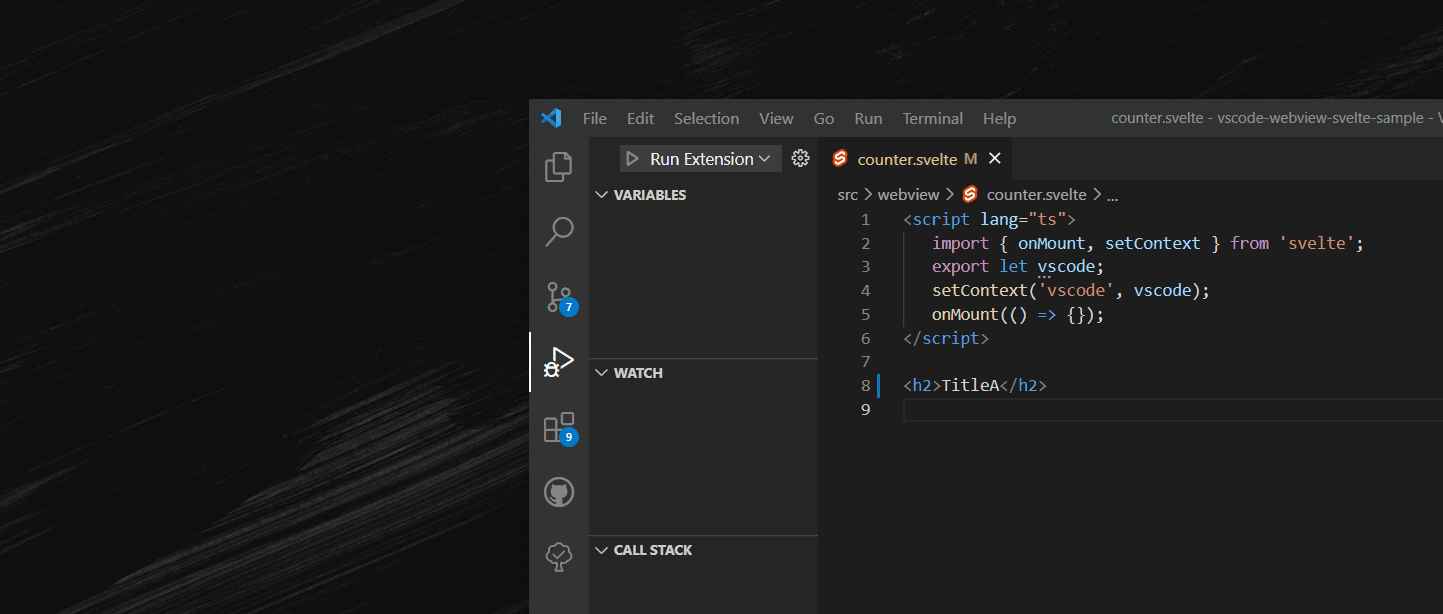 File Edit Selection View Go Run Terminal Help counter.svelte - vscode-webview-svelte-sample -
Run Extension
counter.svelte M
VARIABLES
src > webview > counter.svelte > ...
1 <script lang="ts">
2 import { onMount, setContext } from 'svelte';
3 export let vscode;
4 setContext('vscode', vscode);
5 onMount(() => {});
6 </script>
7
8 <h2>TitleA</h2>
9
7
WATCH
9
CALL STACK